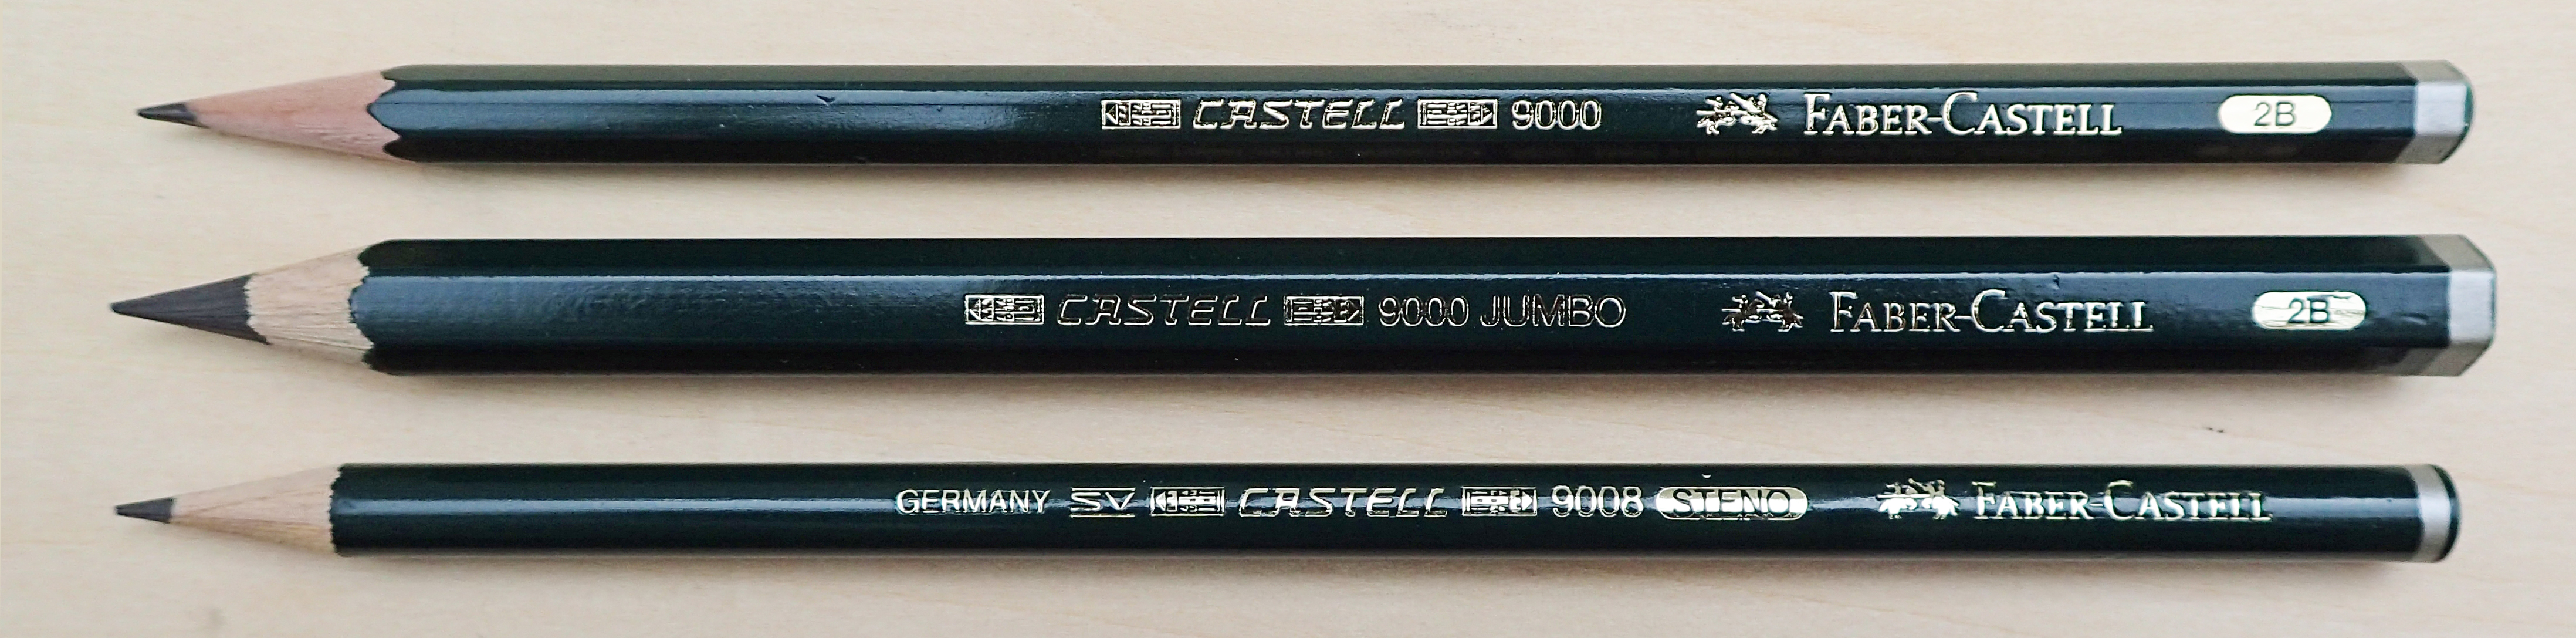 CASTELL 9000 FABER-CASTELL 2B
CASTELL 9000 JUMBO FABER-CASTELL 2B
GERMANY SV CASTELL 9008 STENO FABER-CASTELL